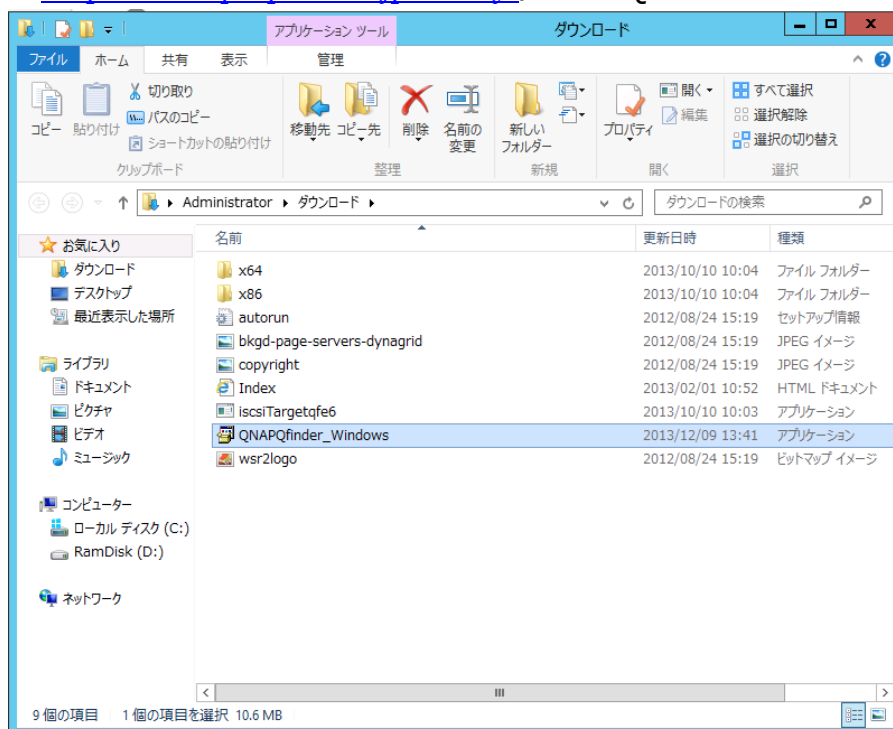 アプリケーション ツール
ダウンロード
ファイル ホーム 共有 表示 管理
コピー
貼り付け
切り取り
パスのコピー
ショートカットの貼り付け
クリップボード
移動先 コピー先 削除 名前の変更
整理
新しいフォルダー
新規
プロパティ
開く
編集
開く
すべて選択
選択解除
選択の切り替え
選択
Administrator ダウンロード
ダウンロードの検索
お気に入り
ダウンロード
デスクトップ
最近表示した場所
ライブラリ
ドキュメント
ピクチャ
ビデオ
ミュージック
コンピューター
ローカル ディスク (C:)
RamDisk (D:)
ネットワーク
名前 更新日時 種類
x64 2013/10/10 10:04 ファイル フォルダー
x86 2013/10/10 10:04 ファイル フォルダー
autorun 2012/08/24 15:19 セットアップ情報
bkgd-page-servers-dynagrid 2012/08/24 15:19 JPEG イメージ
copyright 2012/08/24 15:19 JPEG イメージ
Index 2013/02/01 10:52 HTML ドキュメント
iscsiTargetqfe6 2013/10/10 10:03 アプリケーション
QNAPQfinder_Windows 2013/12/09 13:41 アプリケーション
wsr2logo 2012/08/24 15:19 ビットマップ イメージ
9 個の項目 1 個の項目を選択 10.6 MB